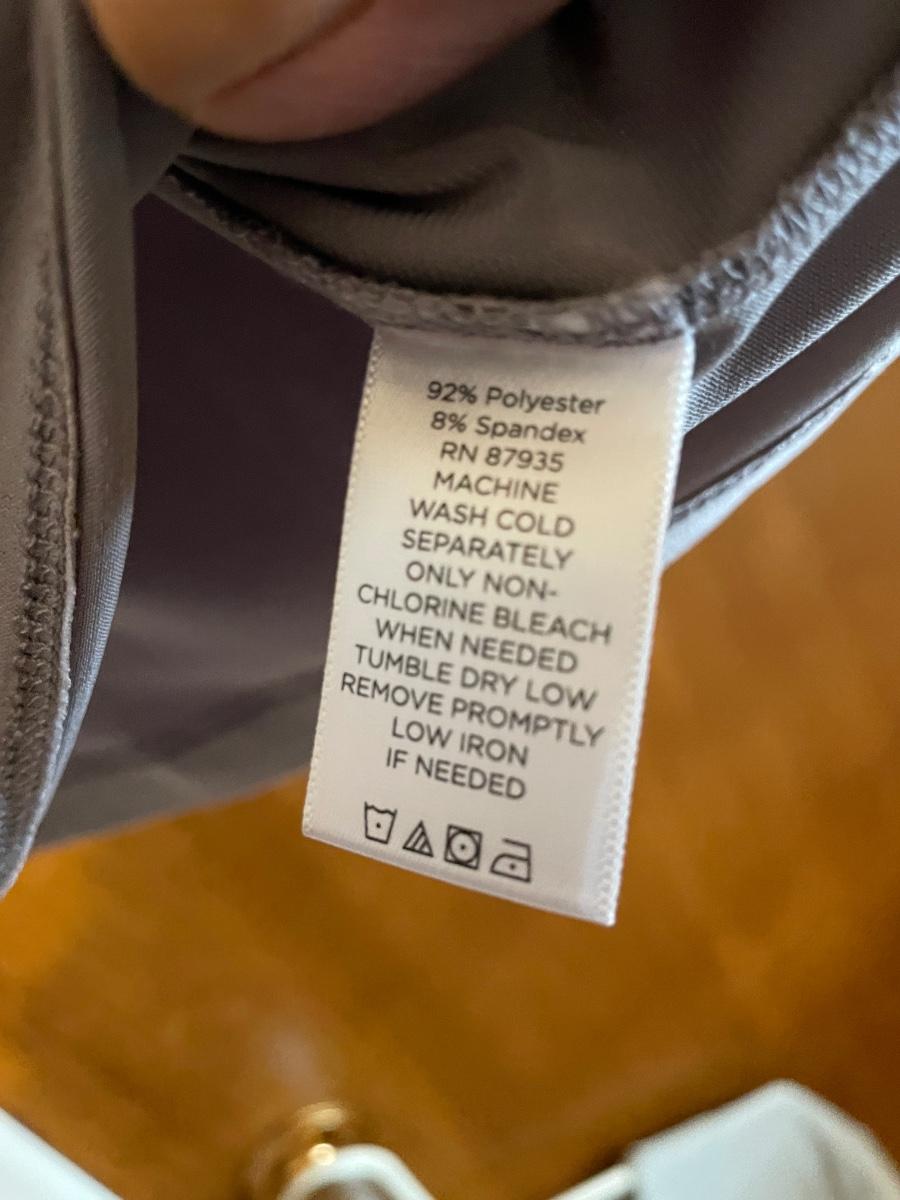 92% Polyester
8% Spandex
RN 87935
MACHINE
WASH COLD
SEPARATELY
ONLY NON-
CHLORINE BLEACH
WHEN NEEDED
TUMBLE DRY LOW
REMOVE PROMPTLY
LOW IRON
IF NEEDED